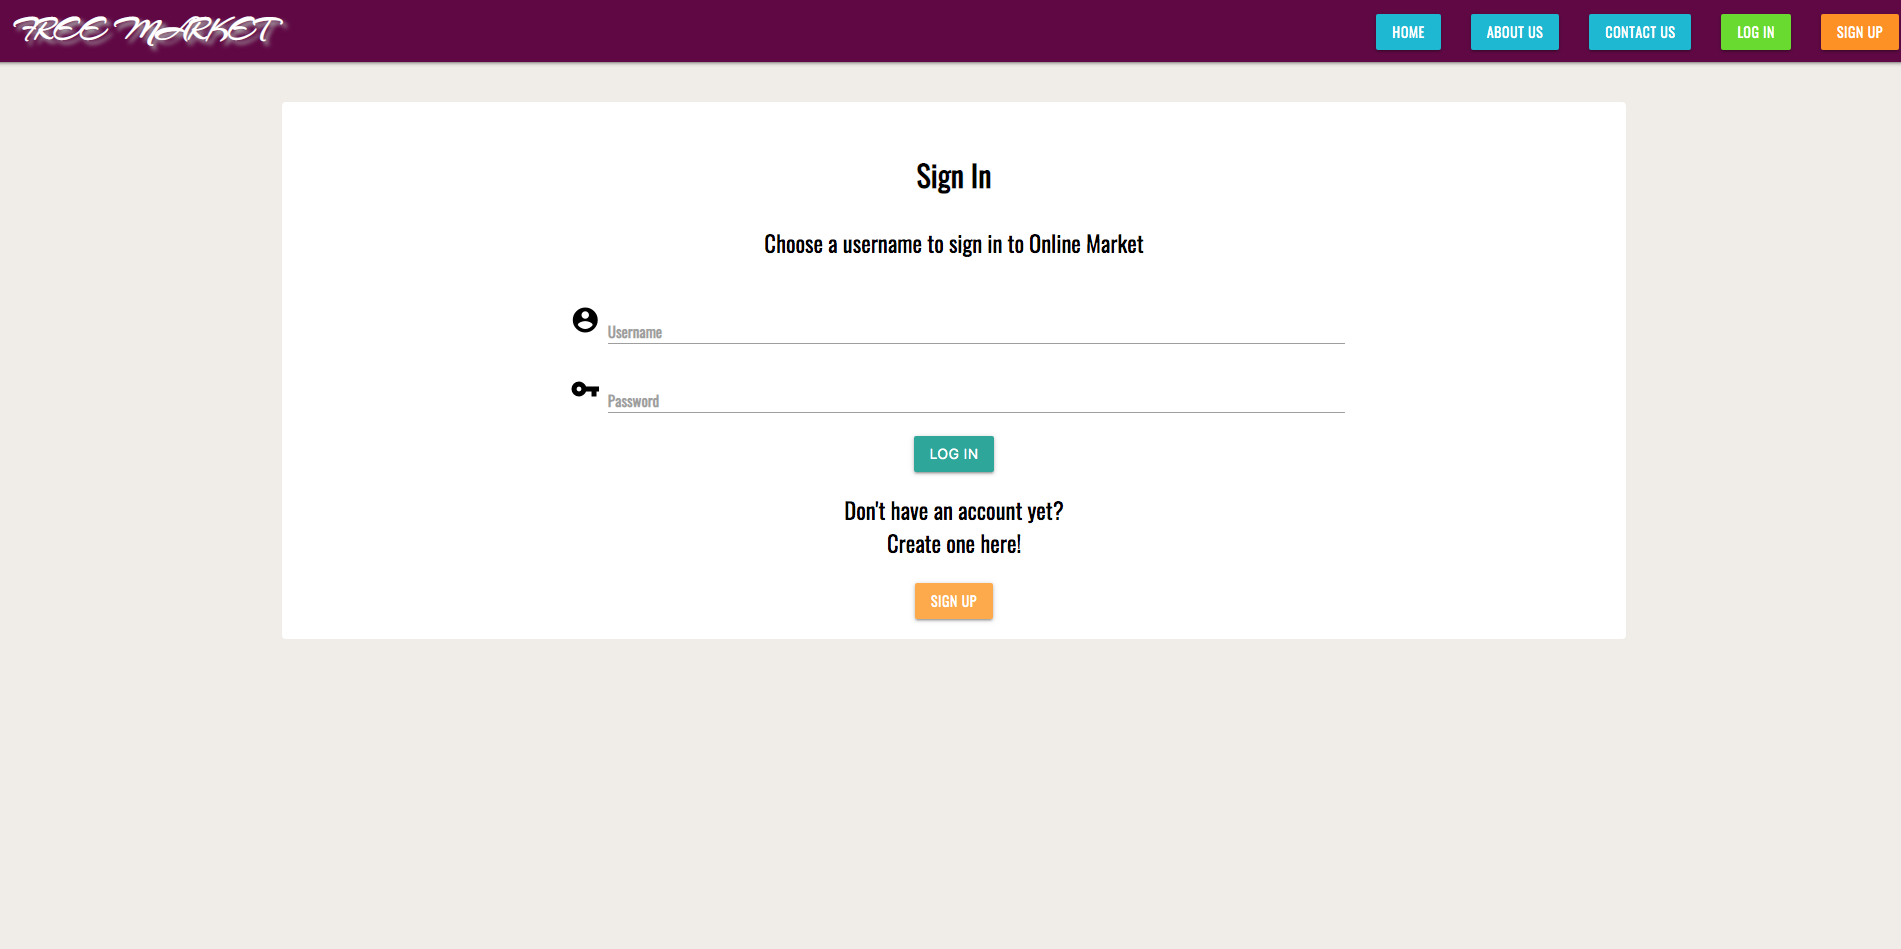 FREE MARKET
HOME
ABOUT US
CONTACT US
LOG IN
SIGN UP
Sign In
Choose a username to sign in to Online Market
Username
Password
LOG IN
Don't have an account yet?
Create one here!
SIGN UP